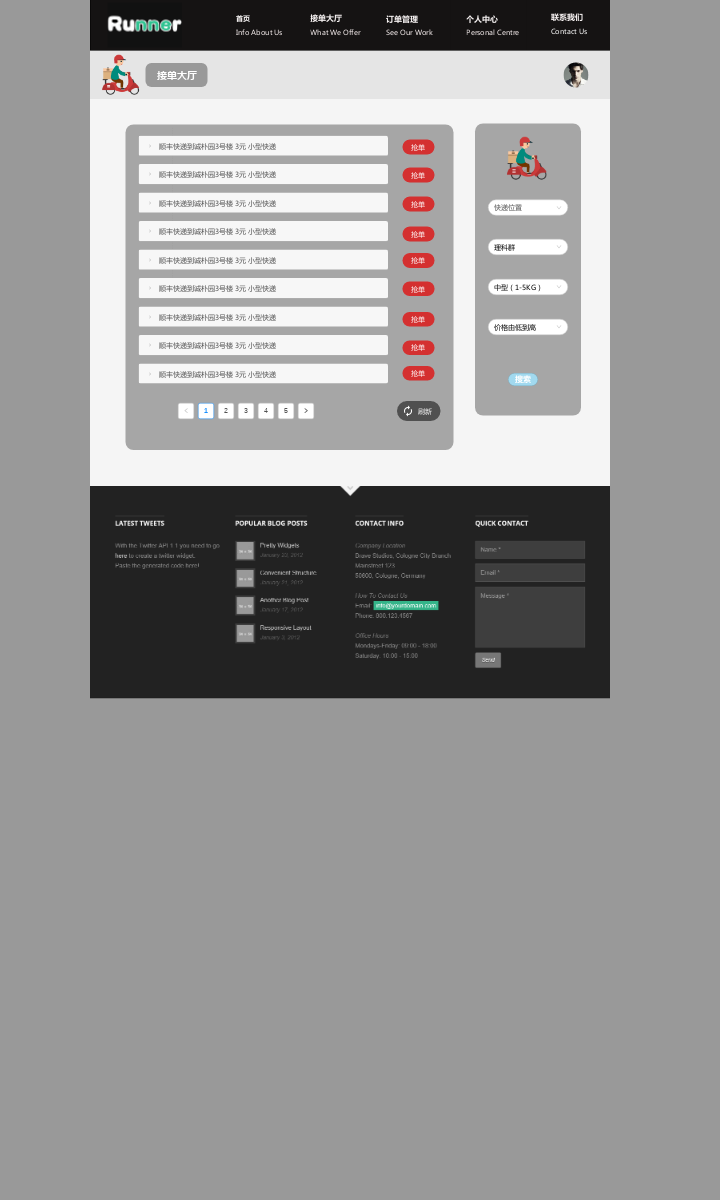 Runner
首页
Info About Us
接单大厅
What We Offer
订单管理
See Our Work
个人中心
Personal Centre
联系我们
Contact Us
接单大厅
顺丰快递到诚朴园3号楼 3元 小型快递
抢单
顺丰快递到诚朴园3号楼 3元 小型快递
抢单
顺丰快递到诚朴园3号楼 3元 小型快递
抢单
顺丰快递到诚朴园3号楼 3元 小型快递
抢单
顺丰快递到诚朴园3号楼 3元 小型快递
抢单
顺丰快递到诚朴园3号楼 3元 小型快递
抢单
顺丰快递到诚朴园3号楼 3元 小型快递
抢单
顺丰快递到诚朴园3号楼 3元 小型快递
抢单
顺丰快递到诚朴园3号楼 3元 小型快递
抢单
1 2 3 4 5
刷新
快递位置
理科群
中型 ( 1-5KG )
价格由低到高
搜索
LATEST TWEETS
With the Twitter API 1.1 you need to go
here to create a twitter widget.
Paste the generated code here!
POPULAR BLOG POSTS
Pretty Widgets
Convenient Structure
Another Blog Post
Responsive Layout
CONTACT INFO
Company Location
Brave Studios, Cologne City Branch
Mainstreet 123
50800, Cologne, Germany
How To Contact Us
Email: info@yourdomain.com
Phone: 000.123.4567
Office Hours
Mondays-Friday: 09:00 - 18:00
Saturday: 10:00 - 15:00
QUICK CONTACT
Name *
Email *
Message *
Send